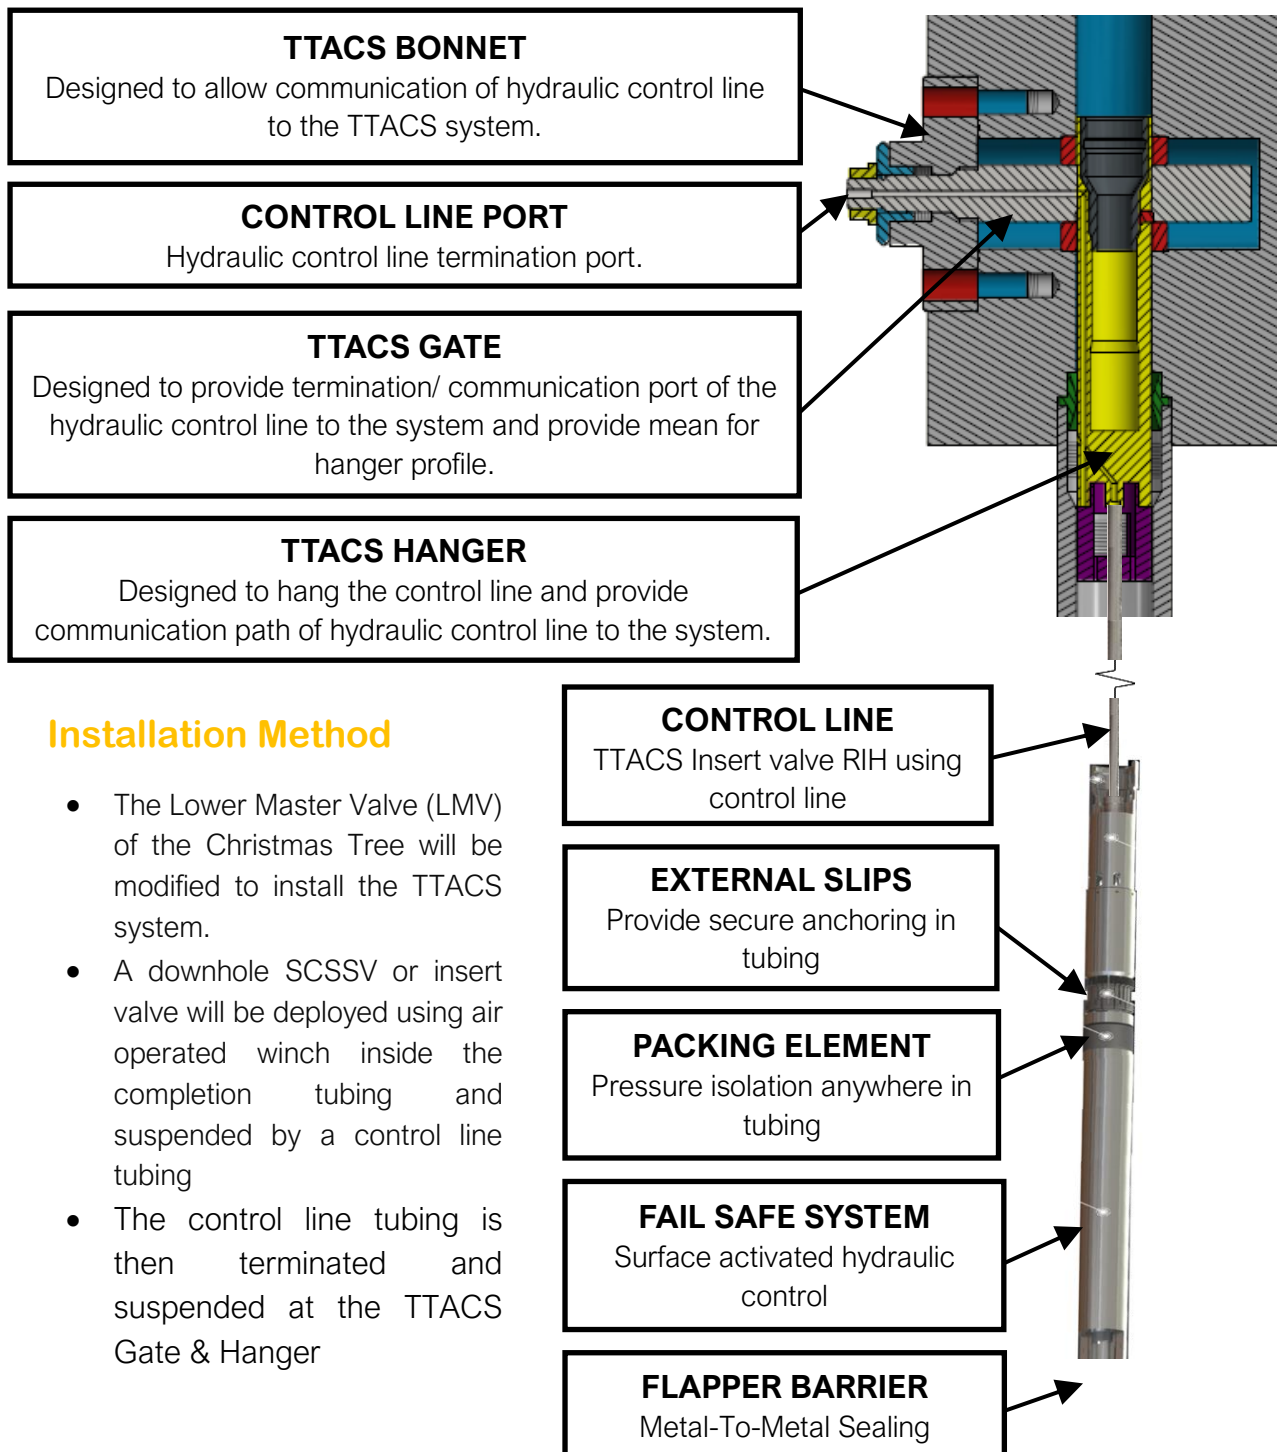 TTACS BONNET
Designed to allow communication of hydraulic control line
to the TTACS system.
CONTROL LINE PORT
Hydraulic control line termination port.
TTACS GATE
Designed to provide termination/ communication port of the
hydraulic control line to the system and provide mean for
hanger profile.
TTACS HANGER
Designed to hang the control line and provide
communication path of hydraulic control line to the system.
Installation Method
• The Lower Master Valve (LMV)
of the Christmas Tree will be
modified to install the TTACS
system.
• A downhole SCSSV or insert
valve will be deployed using air
operated winch inside the
completion tubing and
suspended by a control line
tubing
• The control line tubing is
then terminated and
suspended at the TTACS
Gate & Hanger
CONTROL LINE
TTACS Insert valve RIH using
control line
EXTERNAL SLIPS
Provide secure anchoring in
tubing
PACKING ELEMENT
Pressure isolation anywhere in
tubing
FAIL SAFE SYSTEM
Surface activated hydraulic
control
FLAPPER BARRIER
Metal-To-Metal Sealing